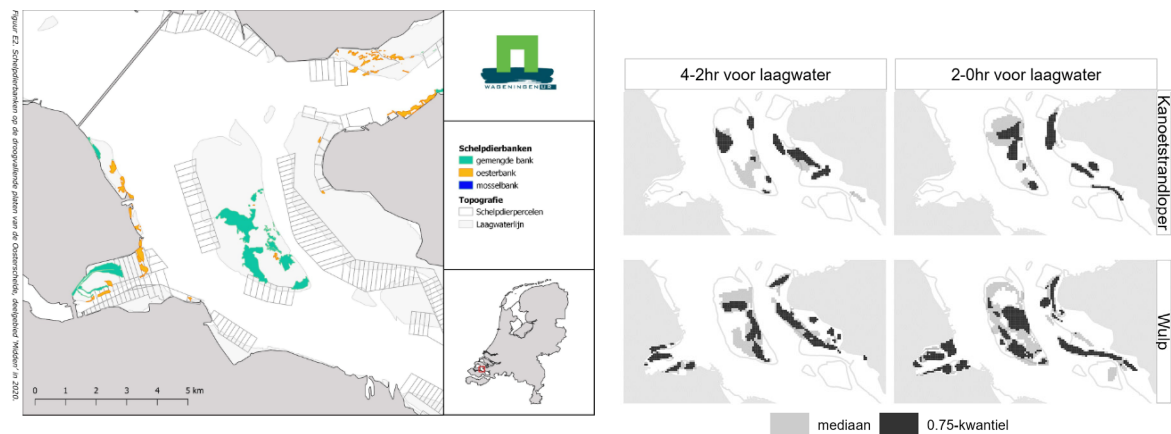 Figuur E2. Schelpdierbanken op de droogvallende platen van de Oosterschelde, deelgebied 'Midden' in 2020.
WAGENINGEN UR
Schelpdierbanken
gemengde bank
oesterbank
mosselbank
Topografie
Schelpdierpercelen
Laagwaterlijn
0 1 2 3 4 5 km
4-2hr voor laagwater
2-0hr voor laagwater
Kanoetstrandloper
Wulp
mediaan
0.75-kwantiel